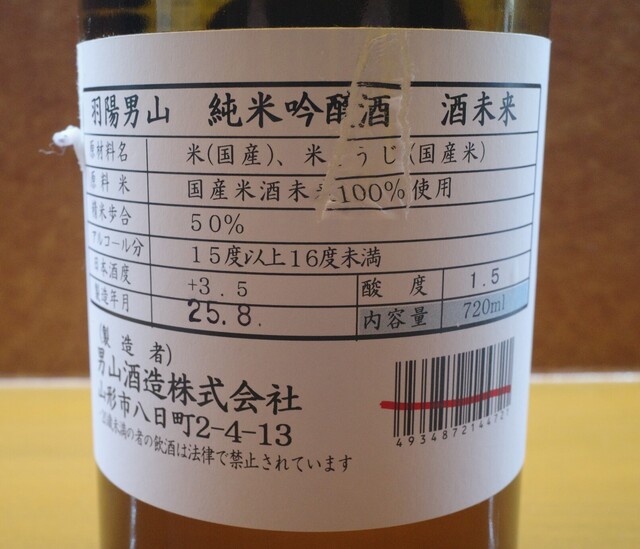 羽陽男山 純米吟醸酒 酒未来
原材料名 米(国産)、米こうじ(国産米)
原料米 国産米酒未来100%使用
精米歩合 50%
アルコール分 15度以上16度未満
日本酒度 +3.5 酸度 1.5
製造年月 25.8. 内容量 720ml
(製造者)
男山酒造株式会社
山形市八日町2-4-13
20歳未満の者の飲酒は法律で禁止されています
4934872144721